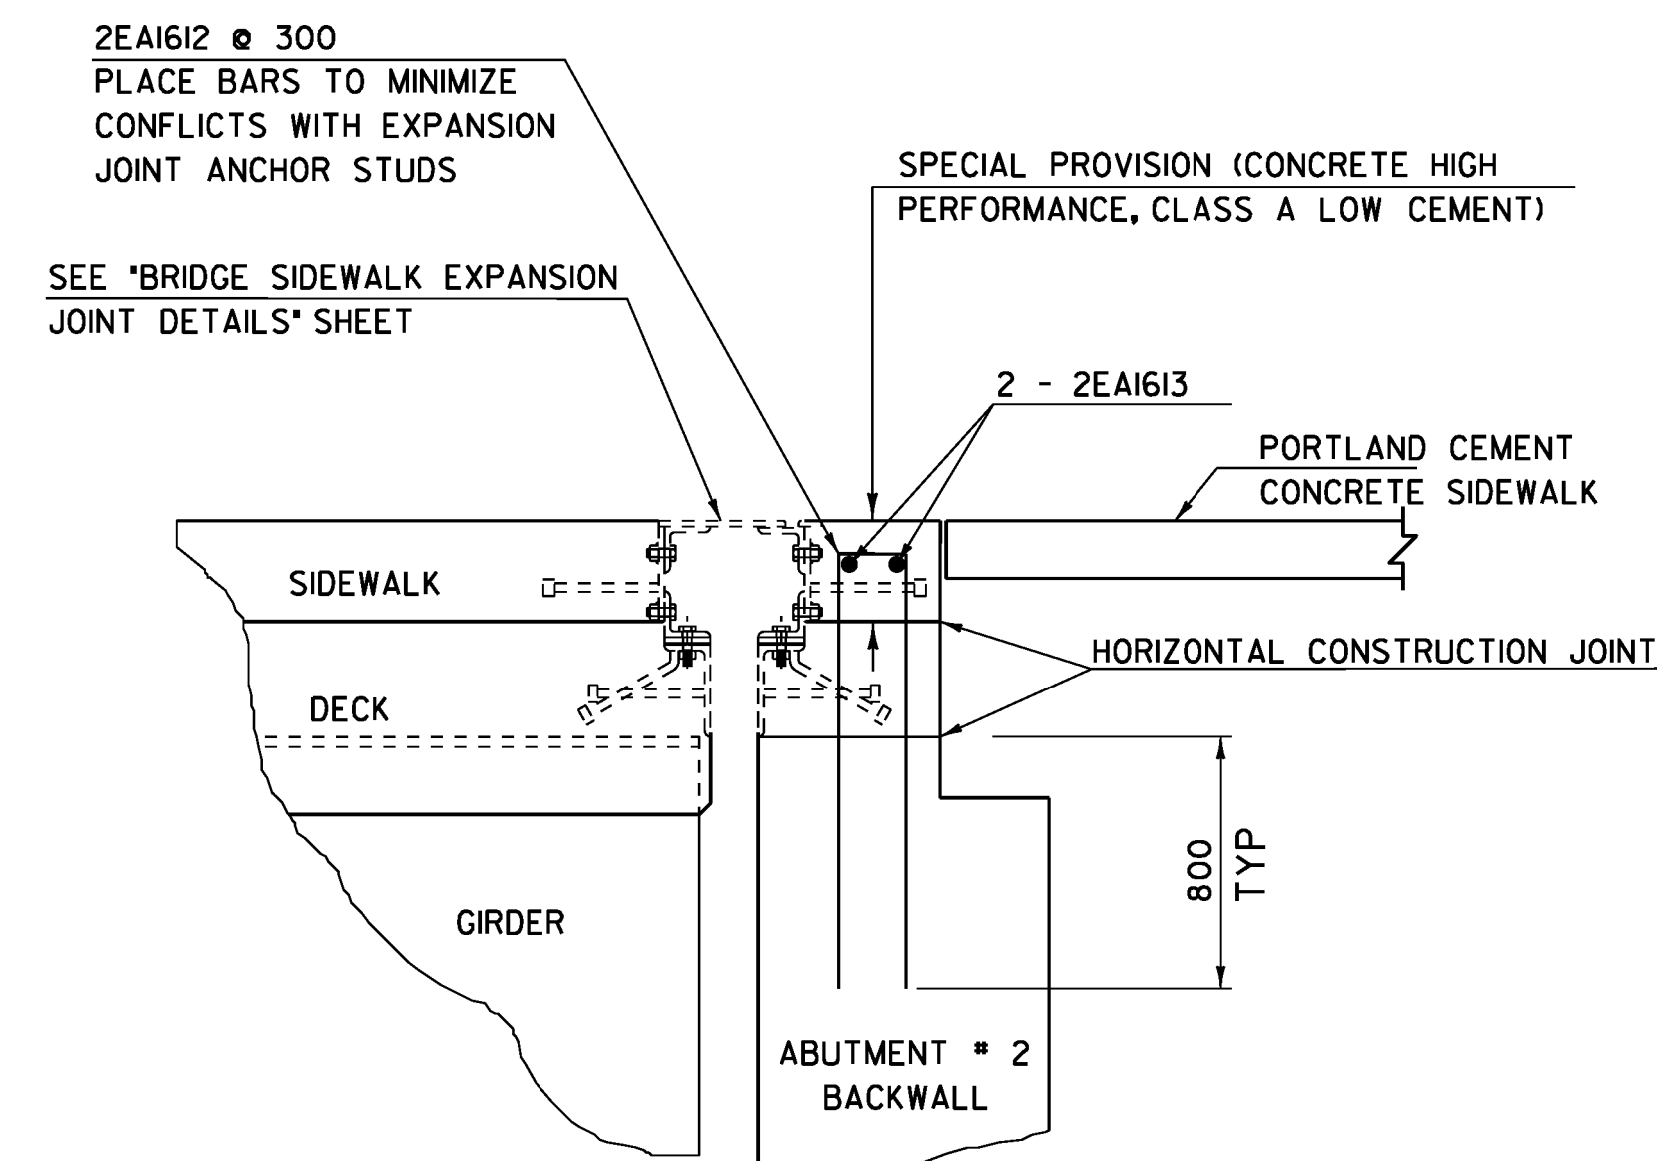 2EA1612 @ 300
PLACE BARS TO MINIMIZE
CONFLICTS WITH EXPANSION
JOINT ANCHOR STUDS
SPECIAL PROVISION (CONCRETE HIGH
PERFORMANCE, CLASS A LOW CEMENT)
SEE "BRIDGE SIDEWALK EXPANSION
JOINT DETAILS" SHEET
2 - 2EA1613
PORTLAND CEMENT
CONCRETE SIDEWALK
SIDEWALK
HORIZONTAL CONSTRUCTION JOINT
DECK
800
TYP
GIRDER
ABUTMENT # 2
BACKWALL